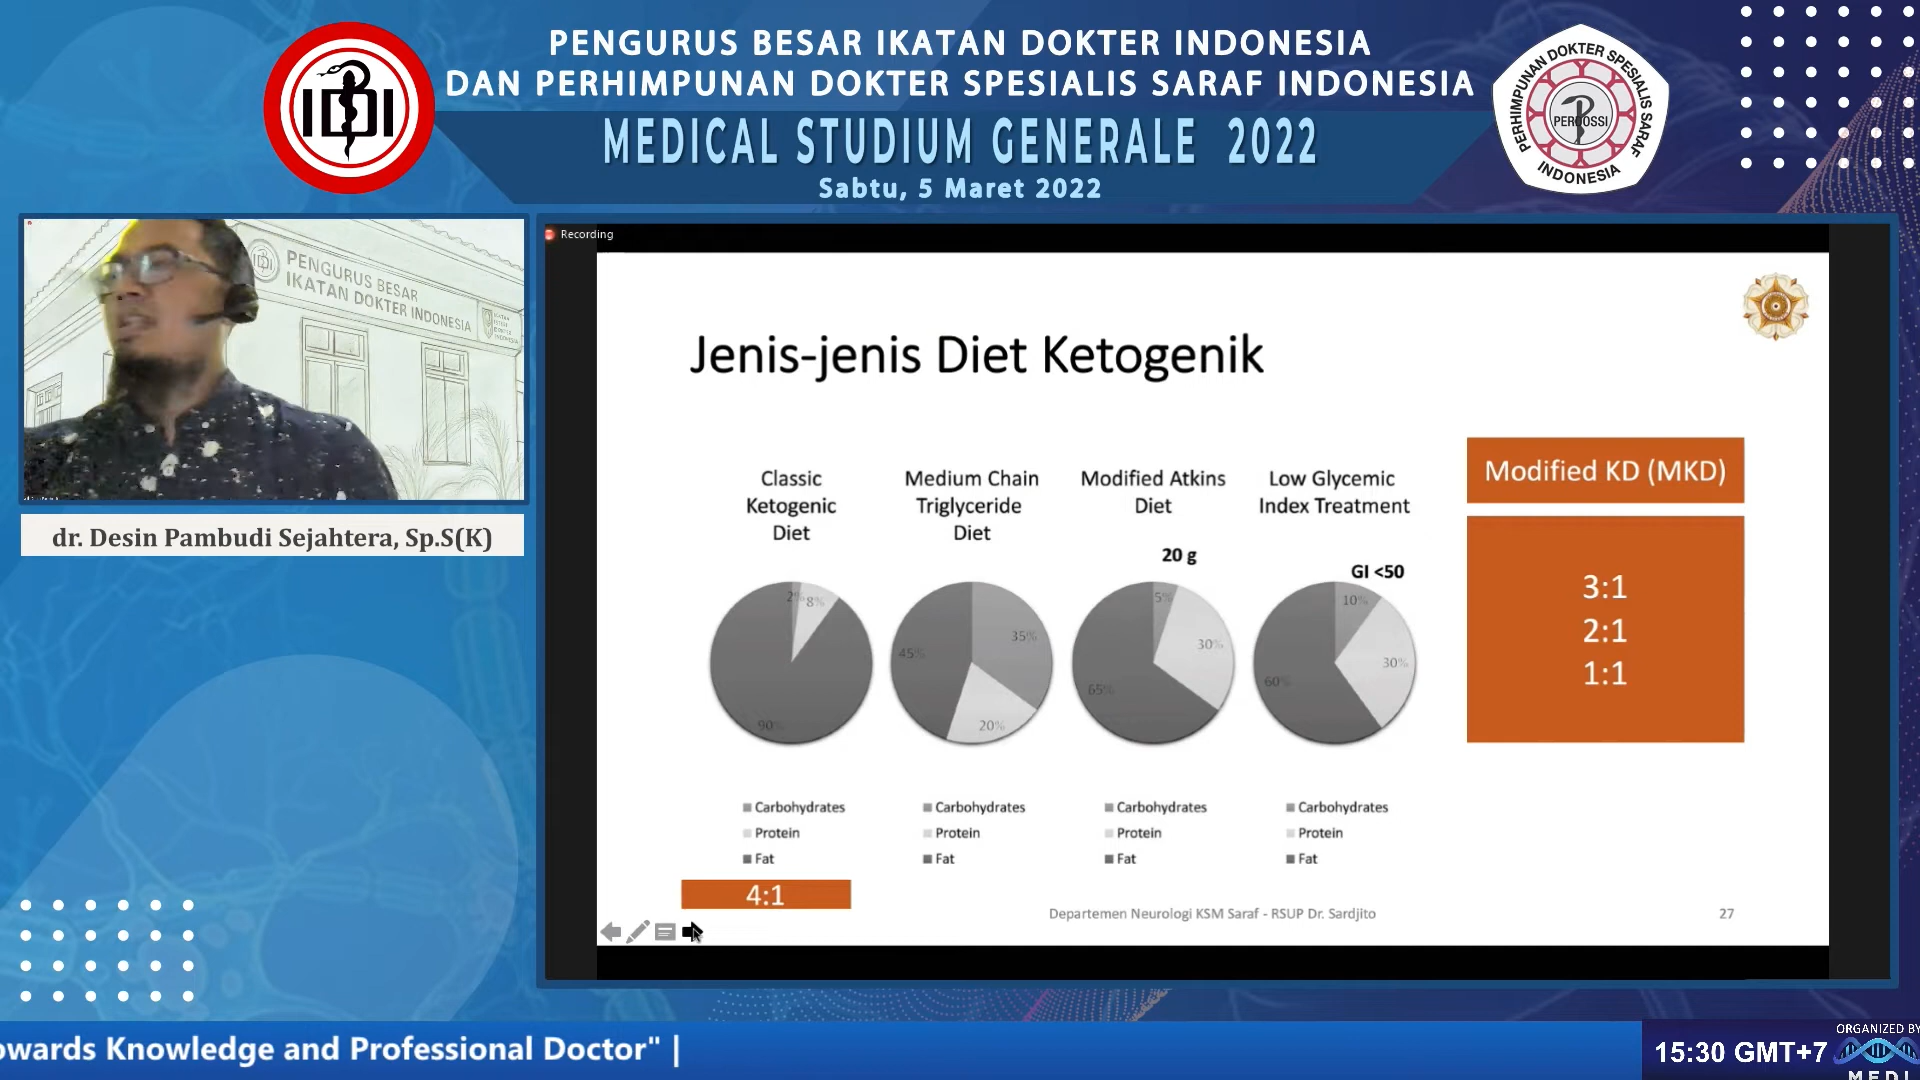 PENGURUS BESAR IKATAN DOKTER INDONESIA
DAN PERHIMPUNAN DOKTER SPESIALIS SARAF INDONESIA
MEDICAL STUDIUM GENERALE 2022
Sabtu, 5 Maret 2022
IDI
PERHIMPUNAN DOKTER SPESIALIS SARAF
PERDOSSI
INDONESIA
PENGURUS BESAR
IKATAN DOKTER INDONESIA
dr. Desin Pambudi Sejahtera, Sp.S(K)
Recording
Jenis-jenis Diet Ketogenik
Classic
Ketogenic
Diet
Medium Chain
Triglyceride
Diet
Modified Atkins
Diet
Low Glycemic
Index Treatment
20 g
GI <50
2%
8%
90%
35%
45%
20%
5%
30%
65%
10%
30%
60%
Carbohydrates
Protein
Fat
Carbohydrates
Protein
Fat
Carbohydrates
Protein
Fat
Carbohydrates
Protein
Fat
4:1
Modified KD (MKD)
3:1
2:1
1:1
Departemen Neurologi KSM Saraf - RSUP Dr. Sardjito
27
owards Knowledge and Professional Doctor" |
15:30 GMT+7
ORGANIZED BY
MEDI